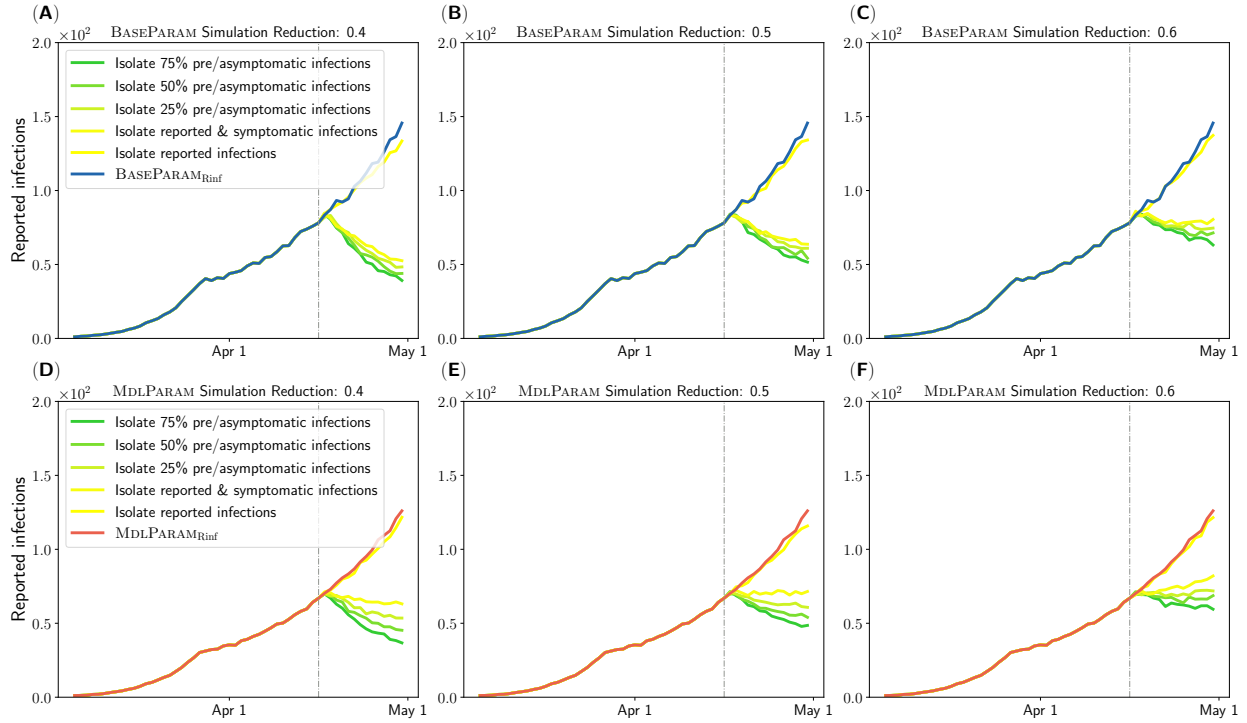 (A)
BASEPARAM Simulation Reduction: 0.4
×10²
2.0
1.5
1.0
0.5
0.0
Reported infections
Isolate 75% pre/asymptomatic infections
Isolate 50% pre/asymptomatic infections
Isolate 25% pre/asymptomatic infections
Isolate reported & symptomatic infections
Isolate reported infections
BASEPARAM_Rinf
Apr 1
May 1
(B)
BASEPARAM Simulation Reduction: 0.5
×10²
2.0
1.5
1.0
0.5
0.0
Apr 1
May 1
(C)
BASEPARAM Simulation Reduction: 0.6
×10²
2.0
1.5
1.0
0.5
0.0
Apr 1
May 1
(D)
MDLPARAM Simulation Reduction: 0.4
×10²
2.0
1.5
1.0
0.5
0.0
Reported infections
Isolate 75% pre/asymptomatic infections
Isolate 50% pre/asymptomatic infections
Isolate 25% pre/asymptomatic infections
Isolate reported & symptomatic infections
Isolate reported infections
MDLPARAM_Rinf
Apr 1
May 1
(E)
MDLPARAM Simulation Reduction: 0.5
×10²
2.0
1.5
1.0
0.5
0.0
Apr 1
May 1
(F)
MDLPARAM Simulation Reduction: 0.6
×10²
2.0
1.5
1.0
0.5
0.0
Apr 1
May 1